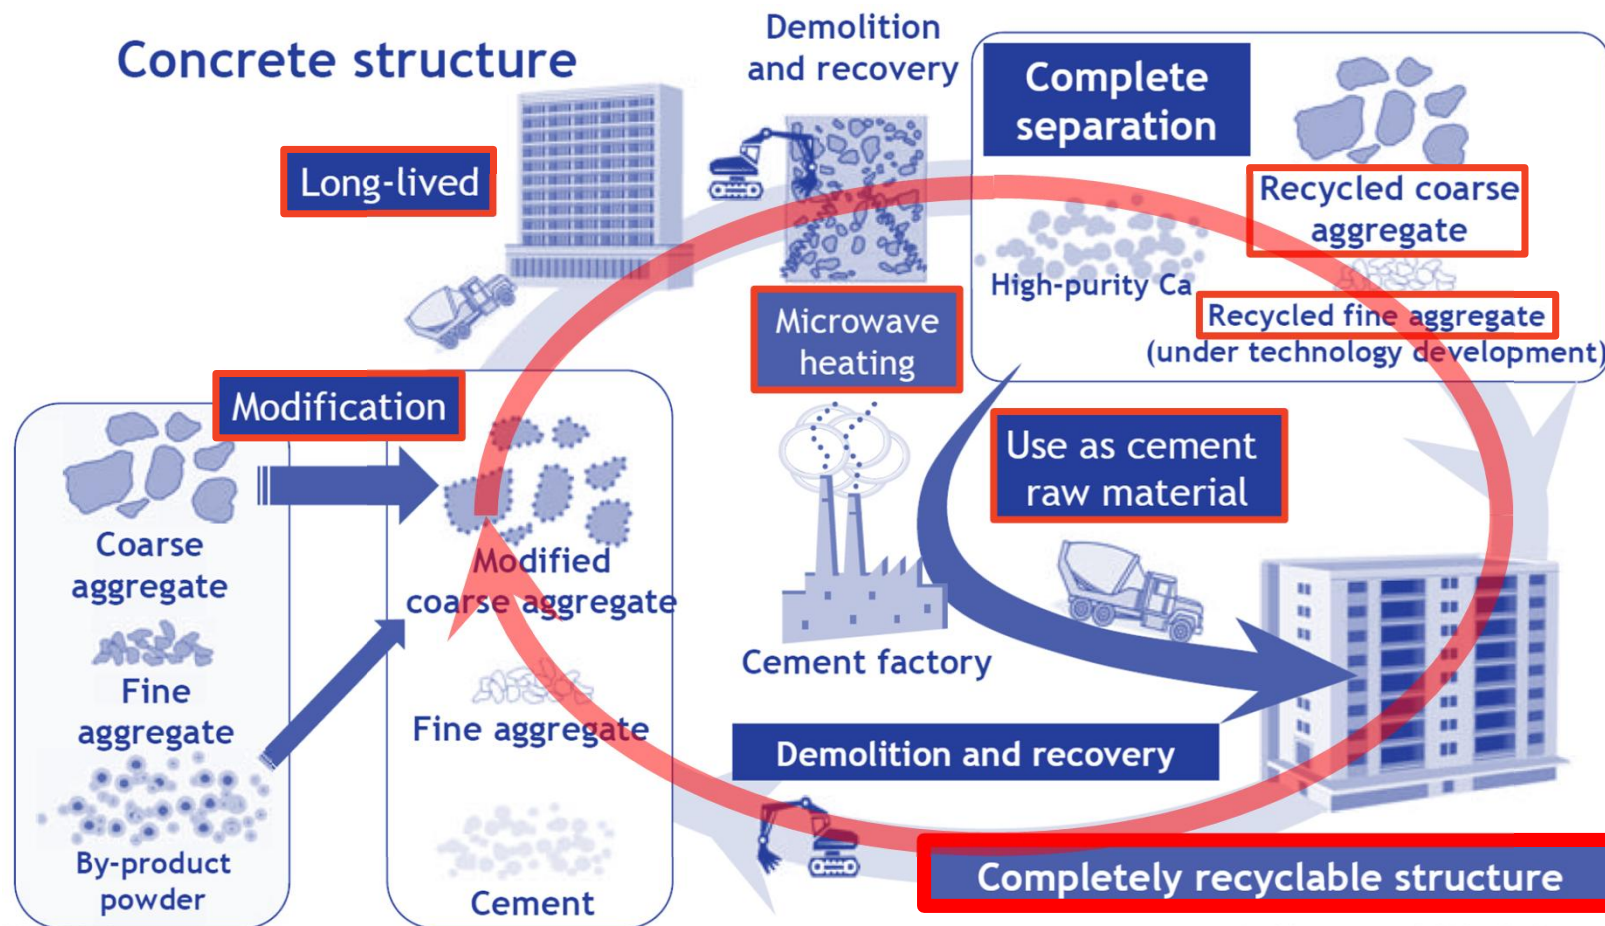 Concrete structure
Demolition
and recovery
Complete
separation
Long-lived
Recycled coarse
aggregate
High-purity Ca
Recycled fine aggregate
(under technology development)
Microwave
heating
Modification
Use as cement
raw material
Coarse
aggregate
Modified
coarse aggregate
Cement factory
Fine
aggregate
Fine aggregate
Demolition and recovery
By-product
powder
Cement
Completely recyclable structure